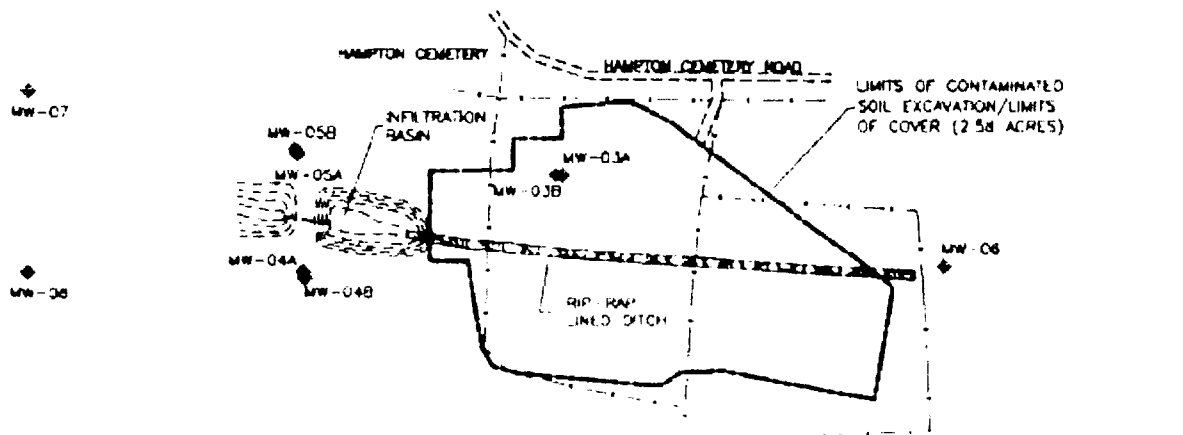 HAMPTON CEMETERY
HAMPTON CEMETERY ROAD
LIMITS OF CONTAMINATED
SOIL EXCAVATION/LIMITS
OF COVER (2.58 ACRES)
MW-07
INFILTRATION
BASIN
MW-05B
MW-05A
MW-03A
MW-03B
MW-06
MW-04A
MW-04B
MW-08
RIP-RAP
LINED DITCH